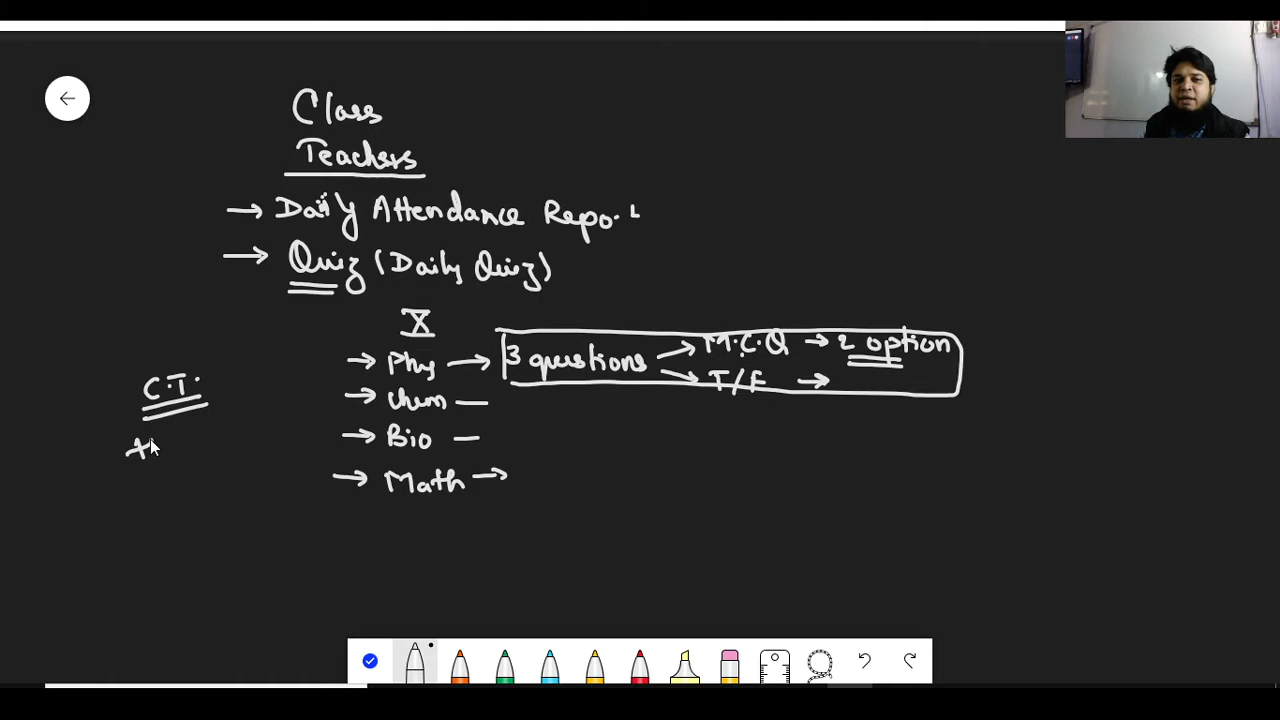 Class
Teachers
→ Daily Attendance Repo
→ Quiz (Daily Quiz)
X
→ Phy → 3 questions → M.C.Q → 2 option
→ T/F →
→ Chem —
C.T.
→ Bio —
→ Math →